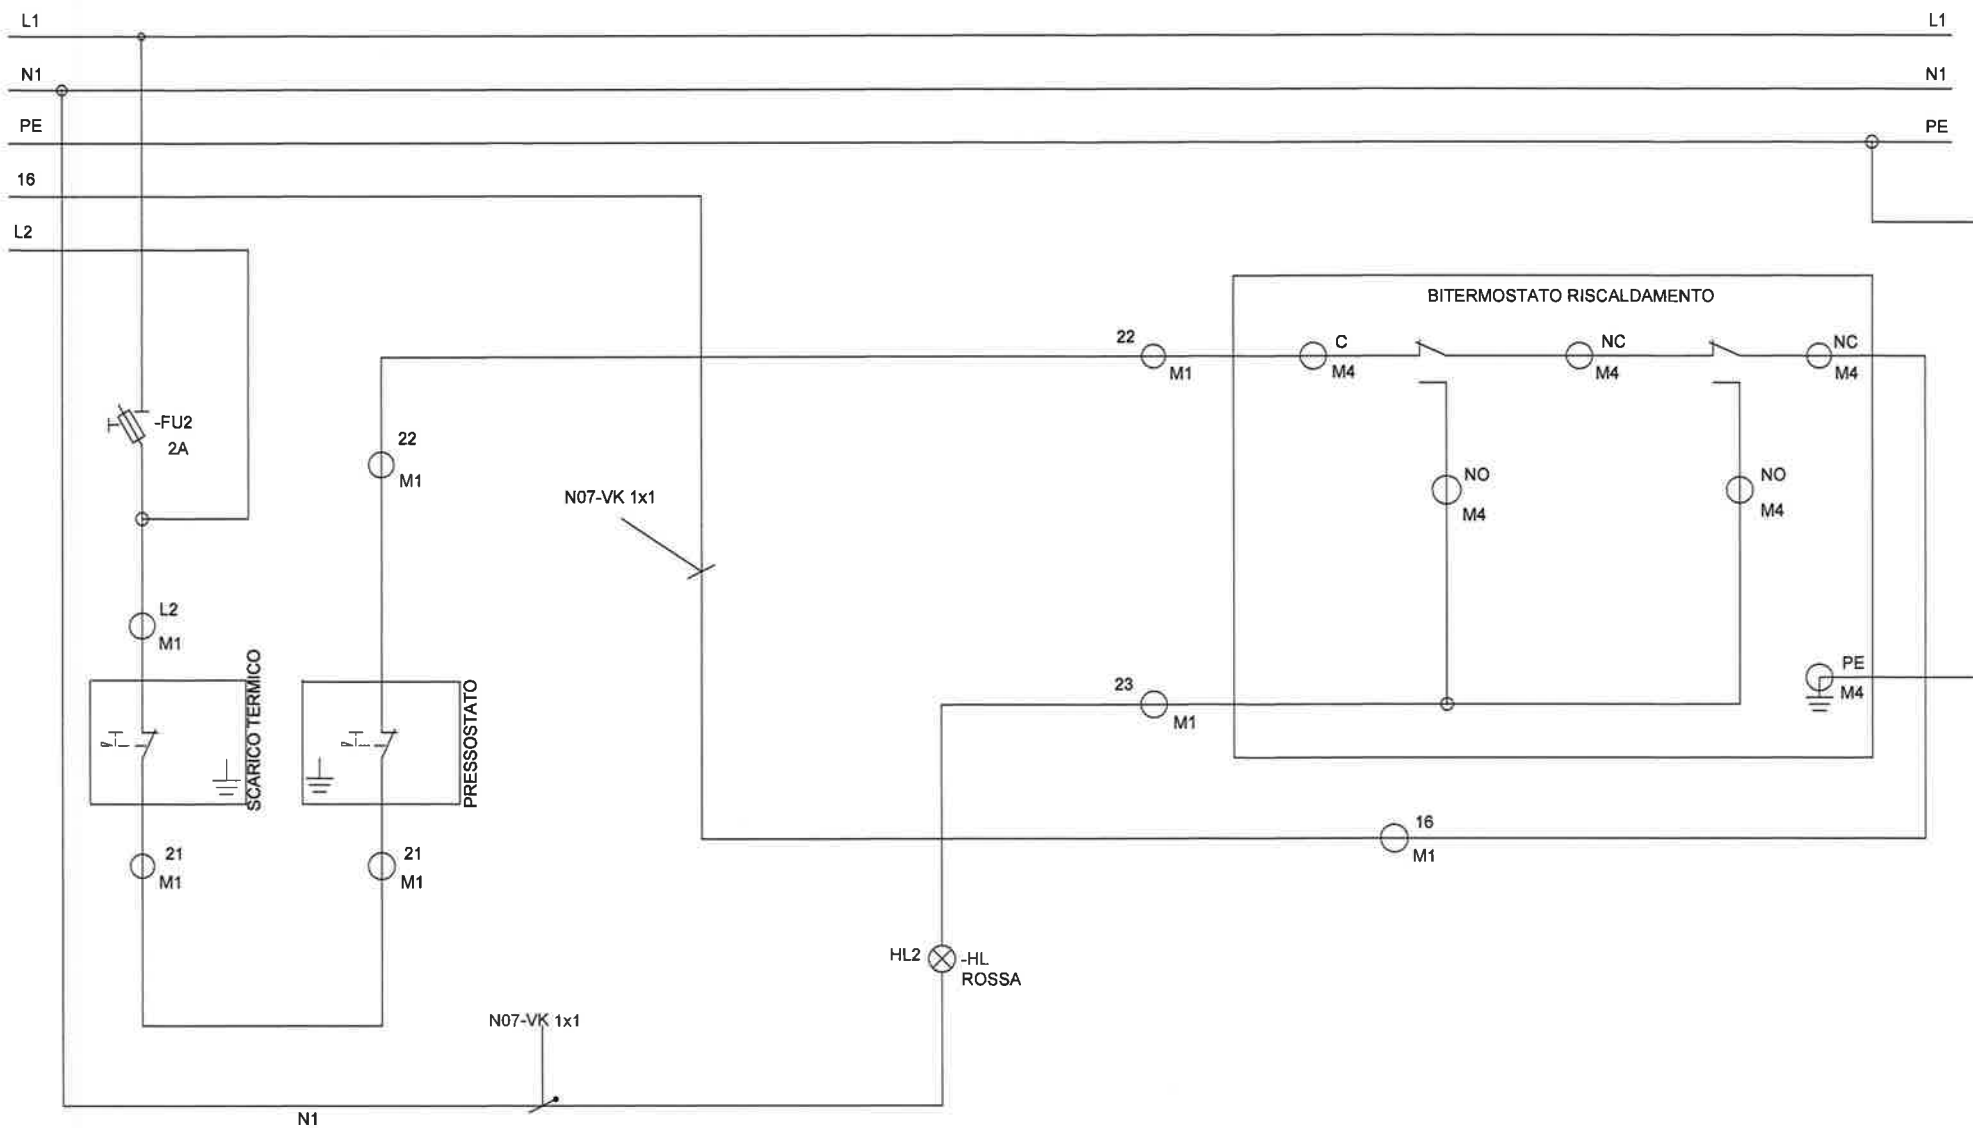 L1
L1
N1
N1
PE
PE
16
L2
BITERMOSTATO RISCALDAMENTO
22
M1
C
M4
NC
M4
NC
M4
-FU2
2A
22
M1
N07-VK 1x1
NO
M4
NO
M4
L2
M1
SCARICO TERMICO
PRESSOSTATO
23
M1
PE
M4
16
M1
21
M1
21
M1
HL2
-HL
ROSSA
N07-VK 1x1
N1